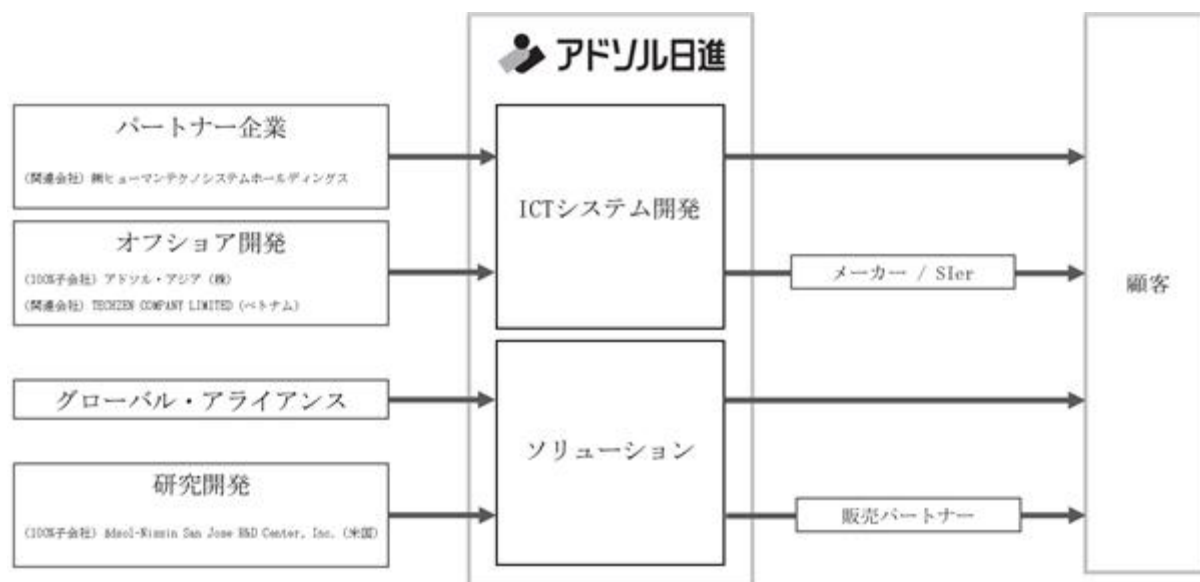 アドソル日進
パートナー企業
(関連会社) ㈱ヒューマンテクノシステムホールディングス
オフショア開発
(100%子会社) アドソル・アジア (株)
(関連会社) TECHZEN COMPANY LIMITED (ベトナム)
グローバル・アライアンス
研究開発
(100%子会社) Adsol-Nissin San Jose R&D Center, Inc. (米国)
ICTシステム開発
ソリューション
メーカー / SIer
販売パートナー
顧客